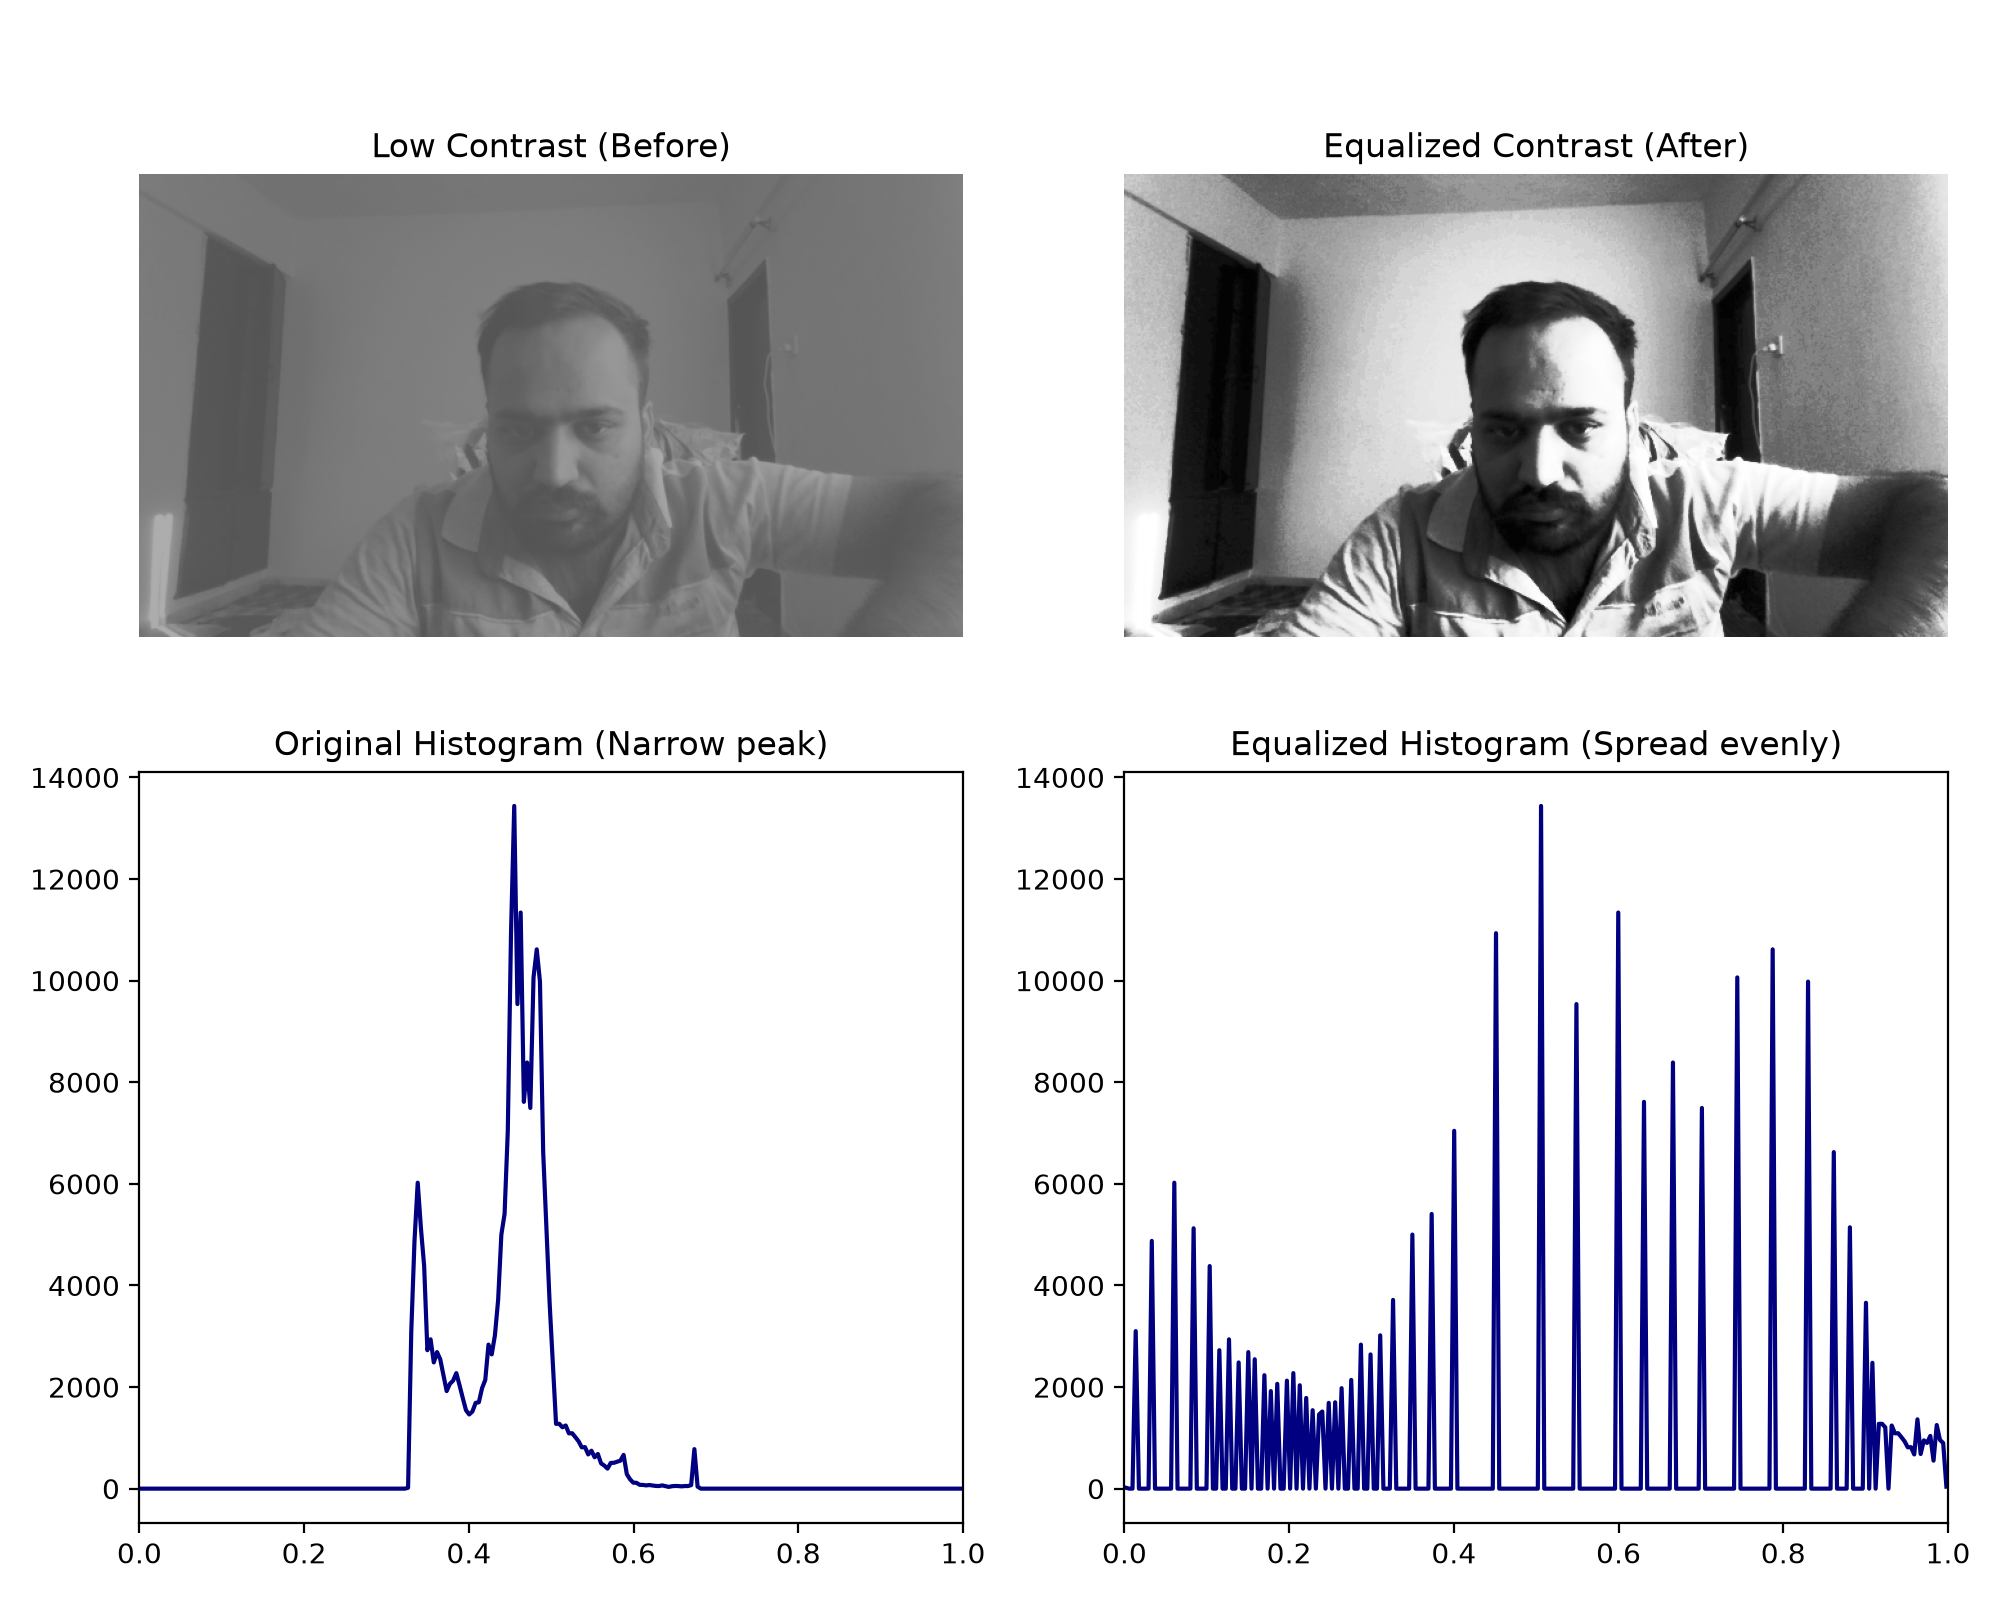 Low Contrast (Before)
Equalized Contrast (After)
Original Histogram (Narrow peak)
14000
12000
10000
8000
6000
4000
2000
0
0.0 0.2 0.4 0.6 0.8 1.0
Equalized Histogram (Spread evenly)
14000
12000
10000
8000
6000
4000
2000
0
0.0 0.2 0.4 0.6 0.8 1.0